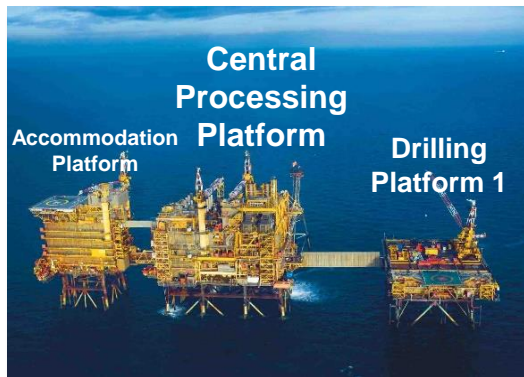 Central
Processing
Platform
Accommodation
Platform
Drilling
Platform 1